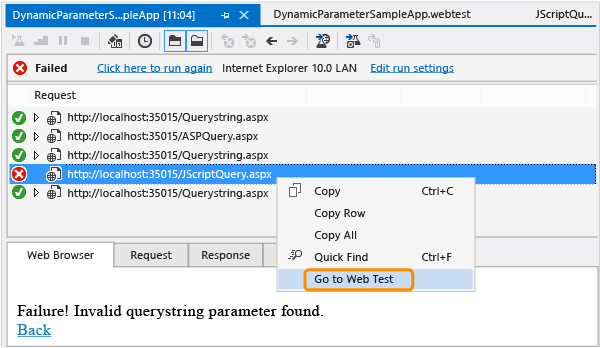 DynamicParameterS...pleApp [11:04]
DynamicParameterSampleApp.webtest
JScriptQu...
Failed
Click here to run again
Internet Explorer 10.0 LAN
Edit run settings
Request
http://localhost:35015/Querystring.aspx
http://localhost:35015/ASPQuery.aspx
http://localhost:35015/Querystring.aspx
http://localhost:35015/JScriptQuery.aspx
http://localhost:35015/Querystring.aspx
Copy Ctrl+C
Copy Row
Copy All
Quick Find Ctrl+F
Go to Web Test
Web Browser
Request
Response
Failure! Invalid querystring parameter found.
Back